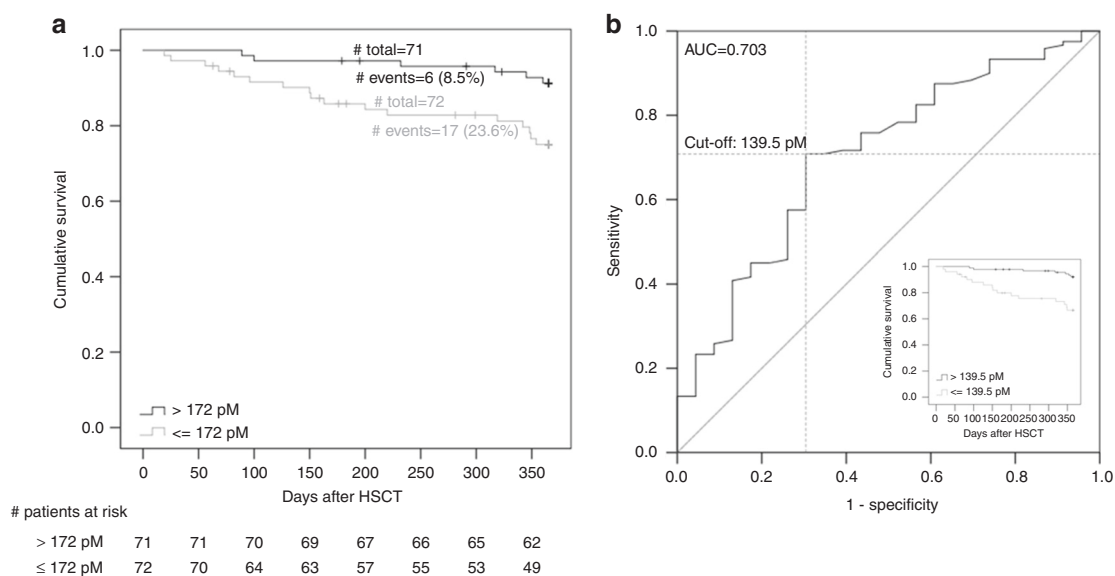 a
Cumulative survival
1.0
0.8
0.6
0.4
0.2
0.0
# total=71
# events=6 (8.5%)
# total=72
# events=17 (23.6%)
> 172 pM
<= 172 pM
0 50 100 150 200 250 300 350
Days after HSCT
# patients at risk
> 172 pM 71 71 70 69 67 66 65 62
≤ 172 pM 72 70 64 63 57 55 53 49
b
Sensitivity
1.0
0.8
0.6
0.4
0.2
0.0
AUC=0.703
Cut-off: 139.5 pM
Cumulative survival
1.0
0.8
0.6
0.4
0.2
0.0
> 139.5 pM
<= 139.5 pM
0 50 100 150 200 250 300 350
Days after HSCT
0.0 0.2 0.4 0.6 0.8 1.0
1 - specificity